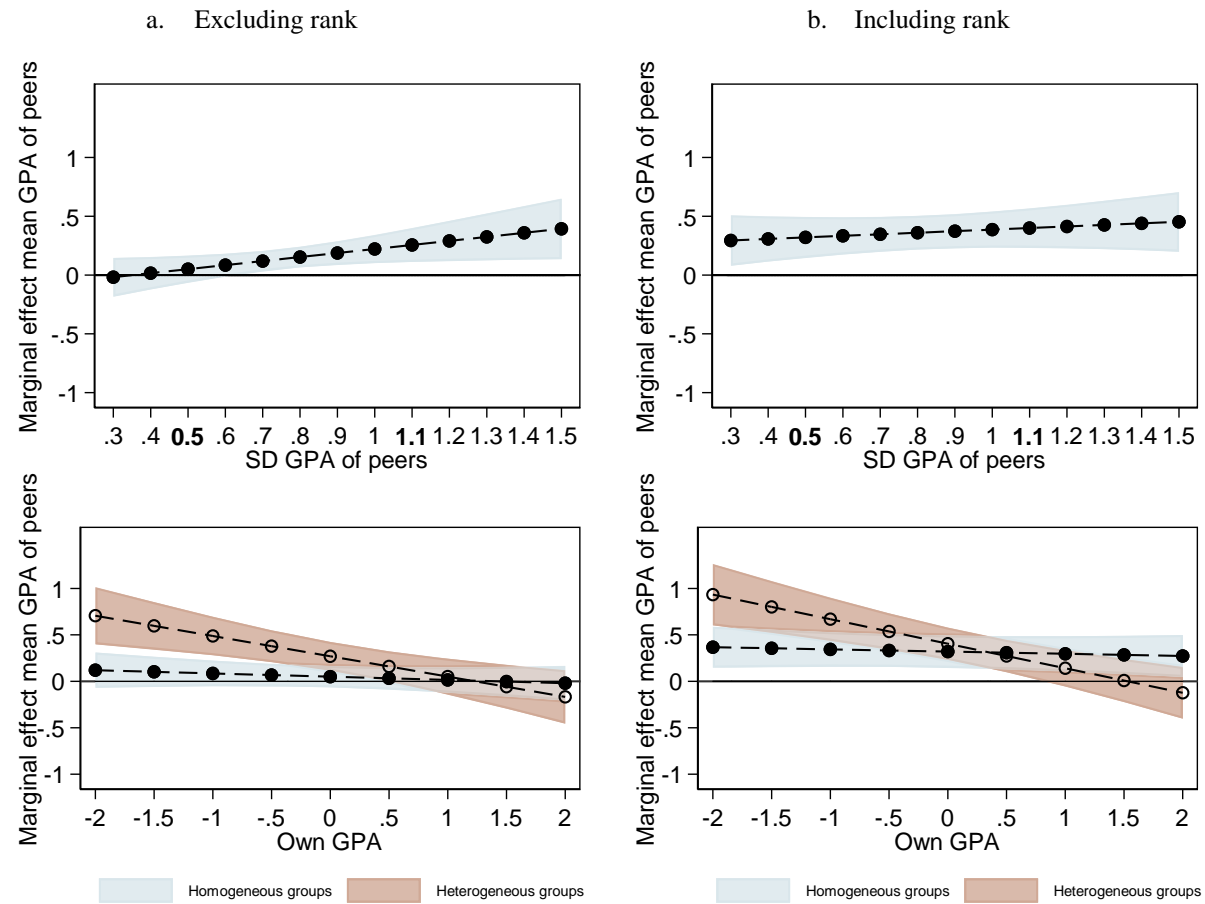 a. Excluding rank
b. Including rank
Marginal effect mean GPA of peers
1
.5
0
-.5
-1
.3 .4 0.5 .6 .7 .8 .9 1 1.1 1.2 1.3 1.4 1.5
SD GPA of peers
Marginal effect mean GPA of peers
1
.5
0
-.5
-1
.3 .4 0.5 .6 .7 .8 .9 1 1.1 1.2 1.3 1.4 1.5
SD GPA of peers
Marginal effect mean GPA of peers
1
.5
0
-.5
-1
-2 -1.5 -1 -.5 0 .5 1 1.5 2
Own GPA
Homogeneous groups Heterogeneous groups
Marginal effect mean GPA of peers
1
.5
0
-.5
-1
-2 -1.5 -1 -.5 0 .5 1 1.5 2
Own GPA
Homogeneous groups Heterogeneous groups